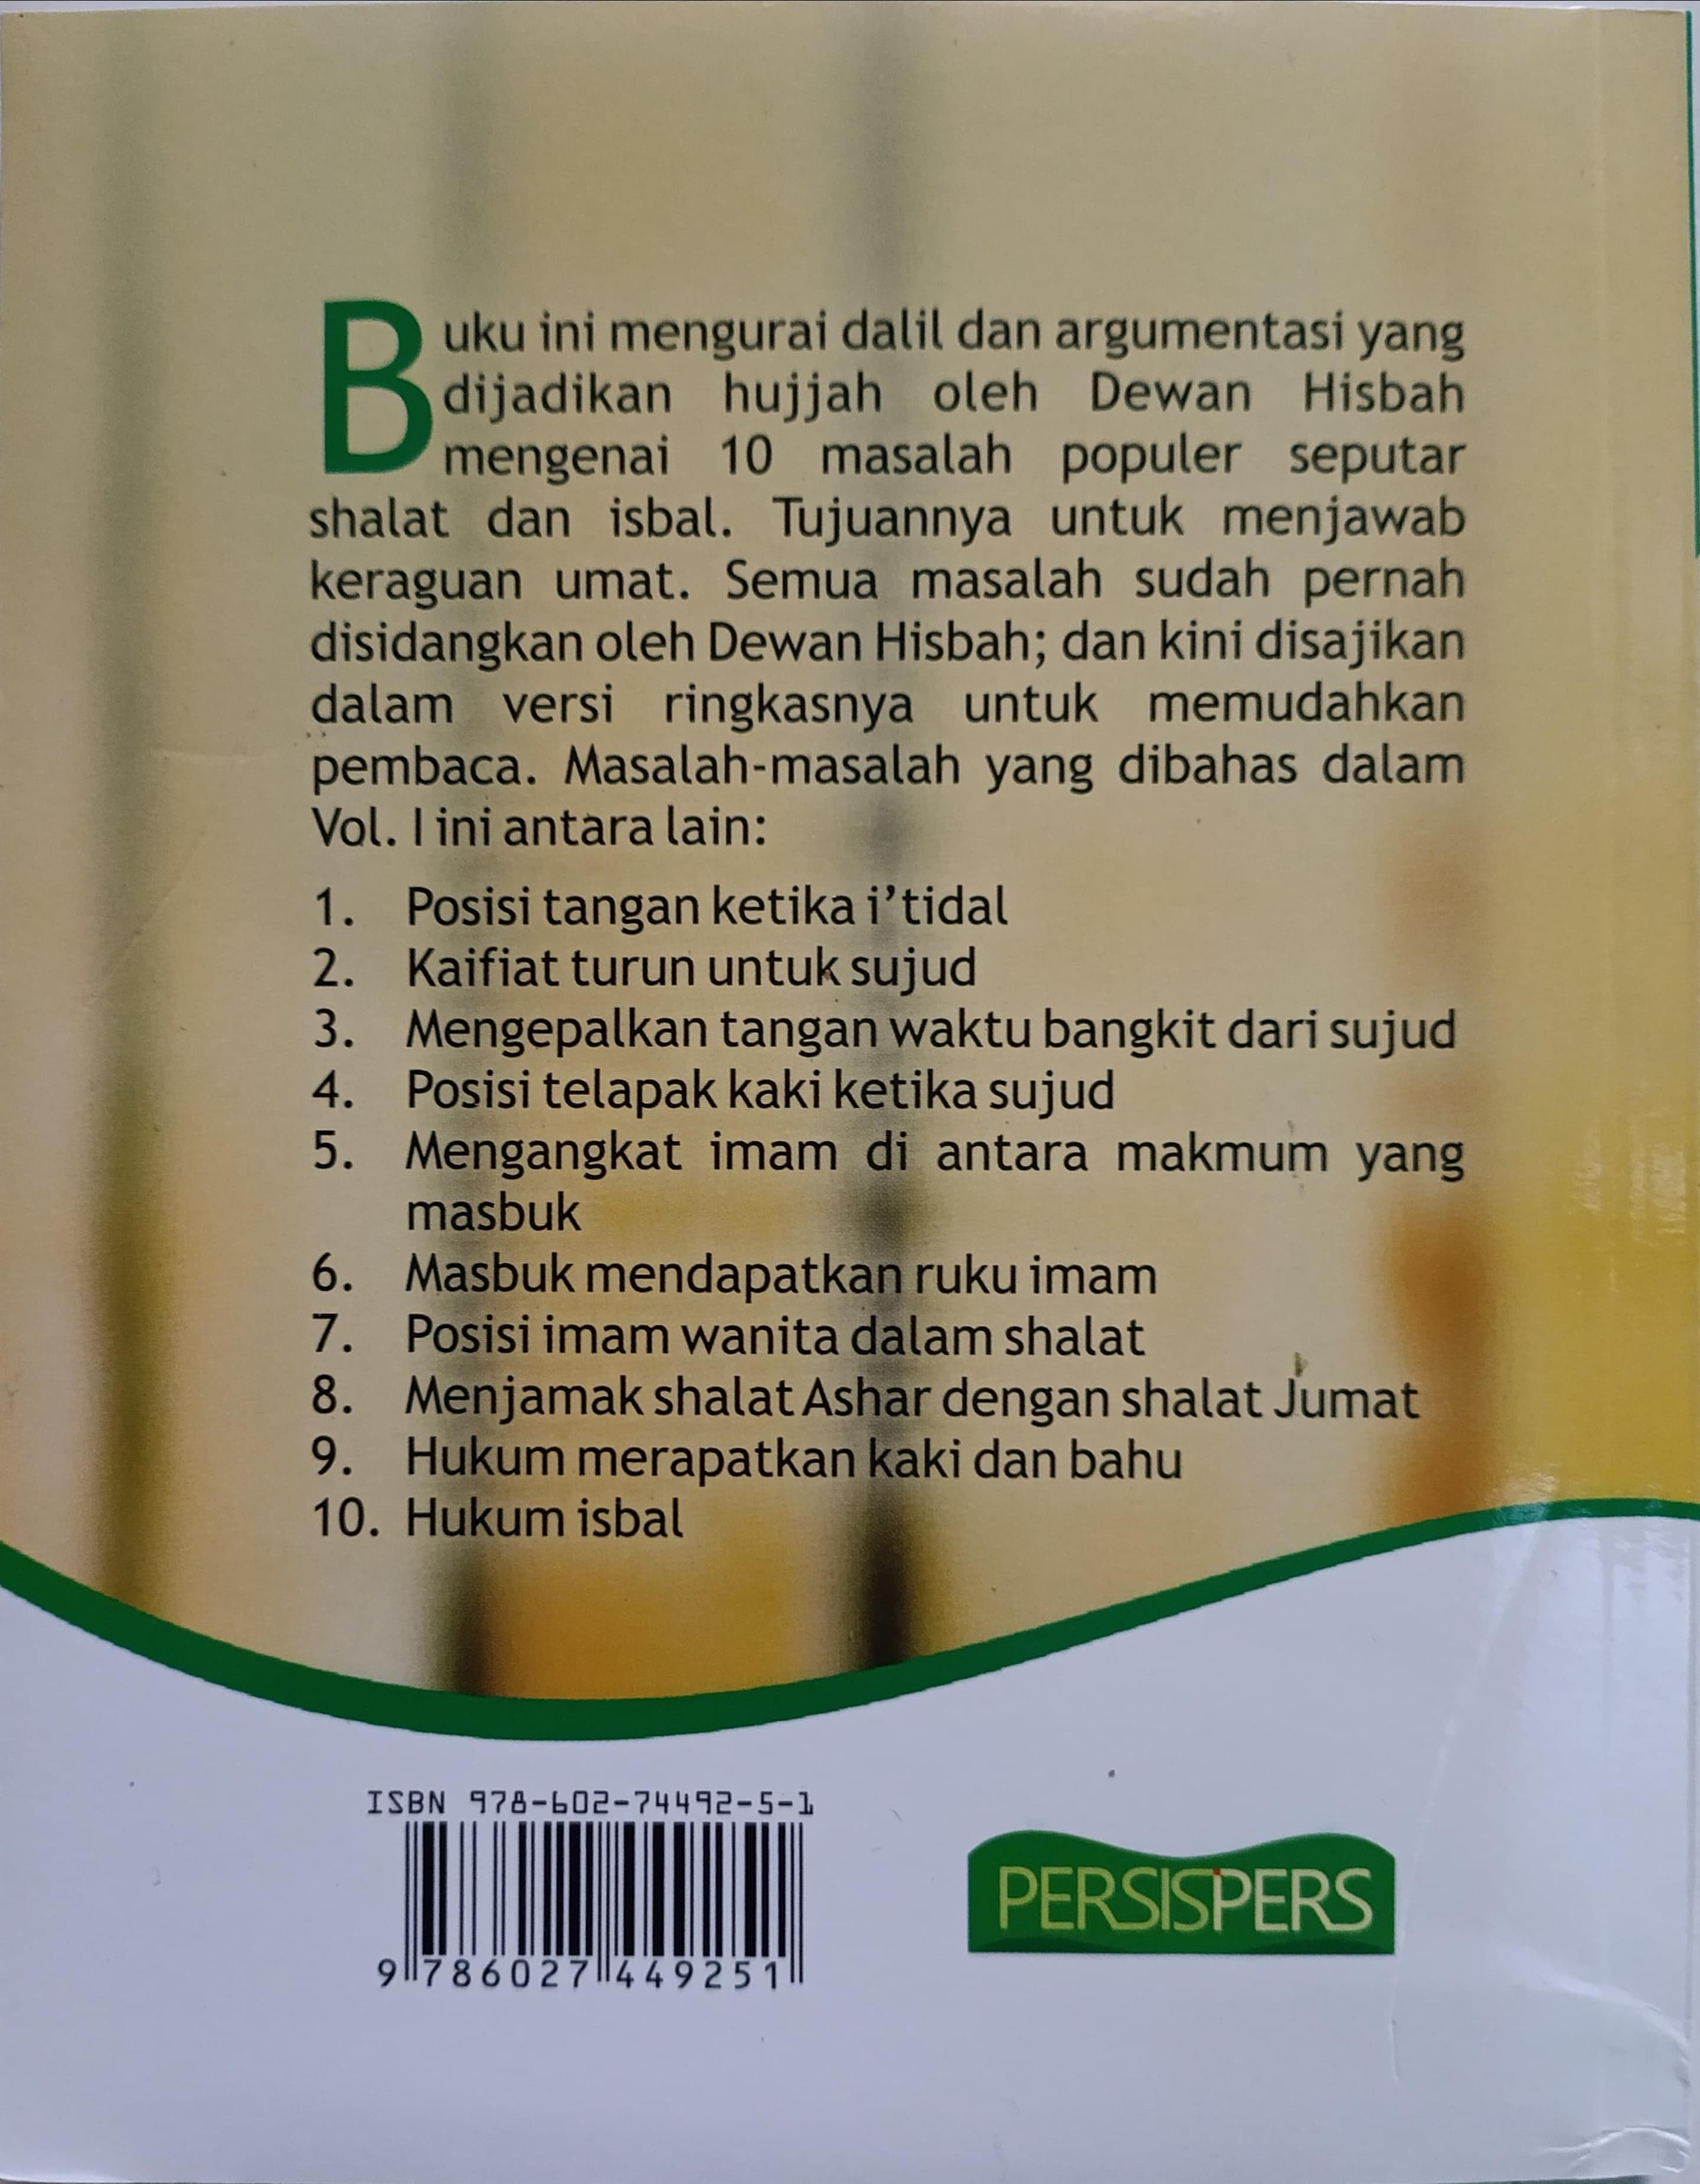 Buku ini mengurai dalil dan argumentasi yang
dijadikan hujjah oleh Dewan Hisbah
mengenai 10 masalah populer seputar
shalat dan isbal. Tujuannya untuk menjawab
keraguan umat. Semua masalah sudah pernah
disidangkan oleh Dewan Hisbah; dan kini disajikan
dalam versi ringkasnya untuk memudahkan
pembaca. Masalah-masalah yang dibahas dalam
Vol. I ini antara lain:
1. Posisi tangan ketika i’tidal
2. Kaifiat turun untuk sujud
3. Mengepalkan tangan waktu bangkit dari sujud
4. Posisi telapak kaki ketika sujud
5. Mengangkat imam di antara makmum yang
masbuk
6. Masbuk mendapatkan ruku imam
7. Posisi imam wanita dalam shalat
8. Menjamak shalat Ashar dengan shalat Jumat
9. Hukum merapatkan kaki dan bahu
10. Hukum isbal
ISBN 978-602-74492-5-1
9 786027 449251
PERSISPERS